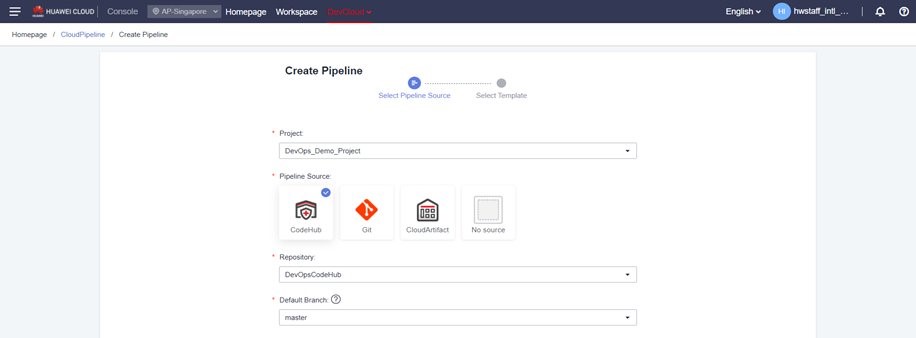 HUAWEI CLOUD Console AP-Singapore Homepage Workspace DevCloud English HI hwstaff_intl_...
HUAWEI
Homepage / CloudPipeline / Create Pipeline
Create Pipeline
Select Pipeline Source Select Template
* Project:
DevOps_Demo_Project
* Pipeline Source:
CodeHub Git CloudArtifact No source
* Repository:
DevOpsCodeHub
* Default Branch: ?
master